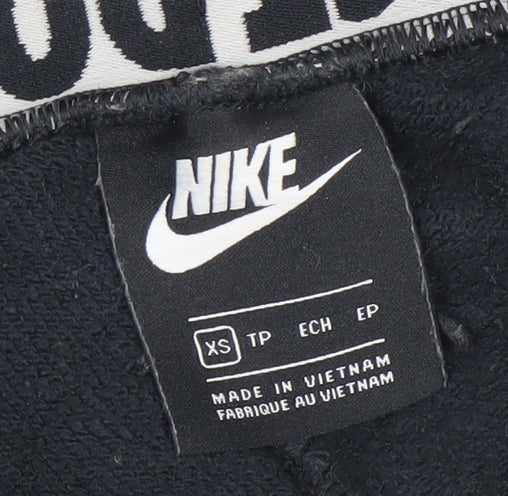 NIKE
XS TP ECH EP
MADE IN VIETNAM
FABRIQUE AU VIETNAM